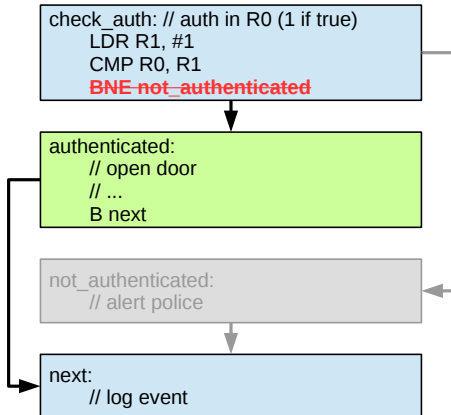 check_auth: // auth in R0 (1 if true)
LDR R1, #1
CMP R0, R1
BNE not_authenticated
authenticated:
// open door
// ...
B next
not_authenticated:
// alert police
next:
// log event